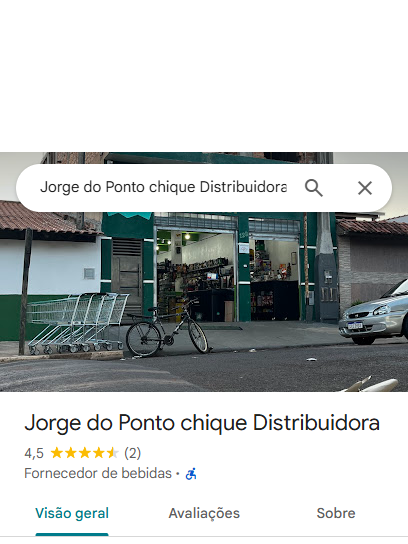 Jorge do Ponto chique Distribuidora
Jorge do Ponto chique Distribuidora
4,5 (2)
Fornecedor de bebidas ·
Visão geral Avaliações Sobre